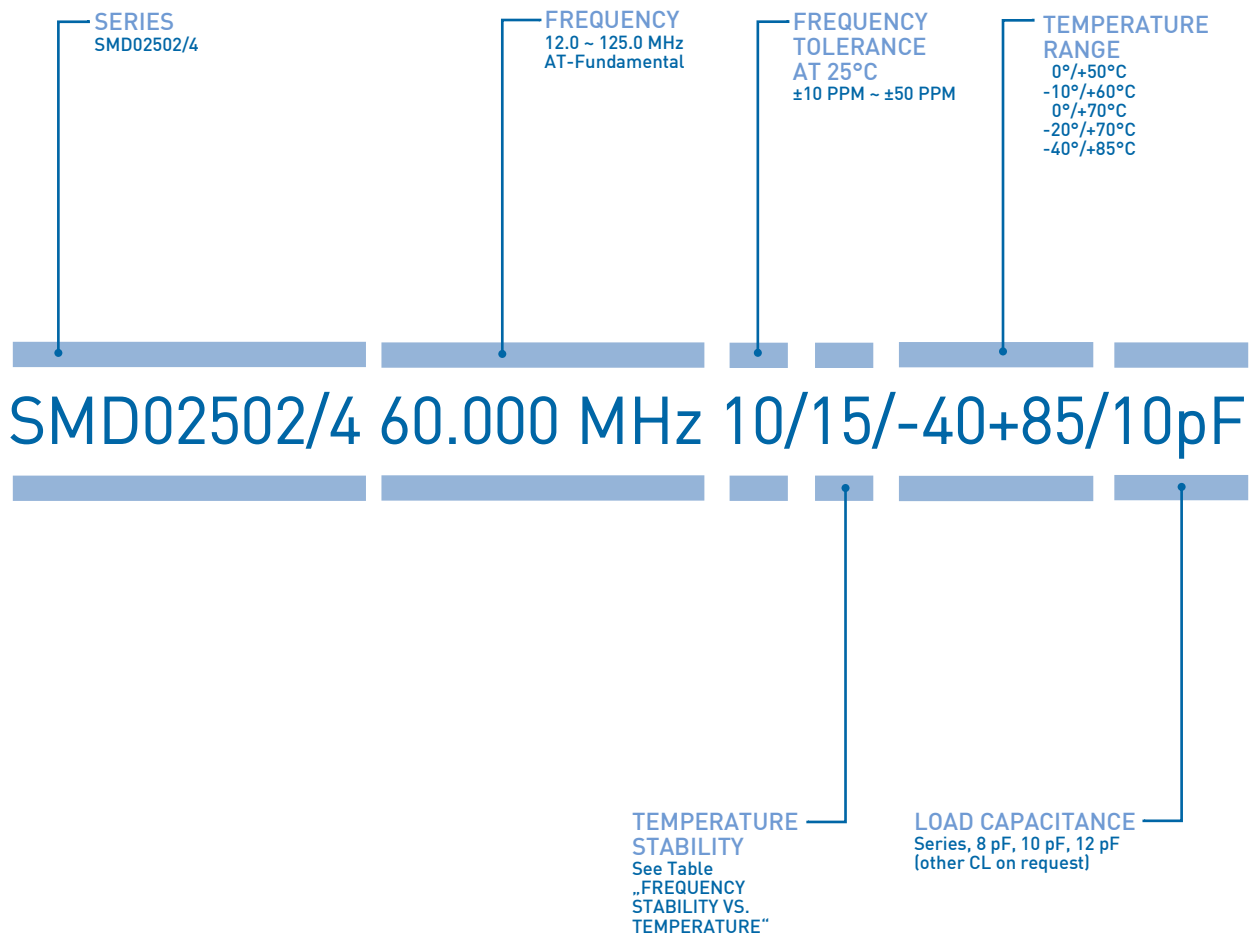 SERIES
SMD02502/4
FREQUENCY
12.0 ~ 125.0 MHz
AT-Fundamental
FREQUENCY
TOLERANCE
AT 25°C
±10 PPM ~ ±50 PPM
TEMPERATURE
RANGE
0°/+50°C
-10°/+60°C
0°/+70°C
-20°/+70°C
-40°/+85°C
SMD02502/4 60.000 MHz 10/15/-40+85/10pF
TEMPERATURE
STABILITY
See Table
„FREQUENCY
STABILITY VS.
TEMPERATURE“
LOAD CAPACITANCE
Series, 8 pF, 10 pF, 12 pF
(other CL on request)